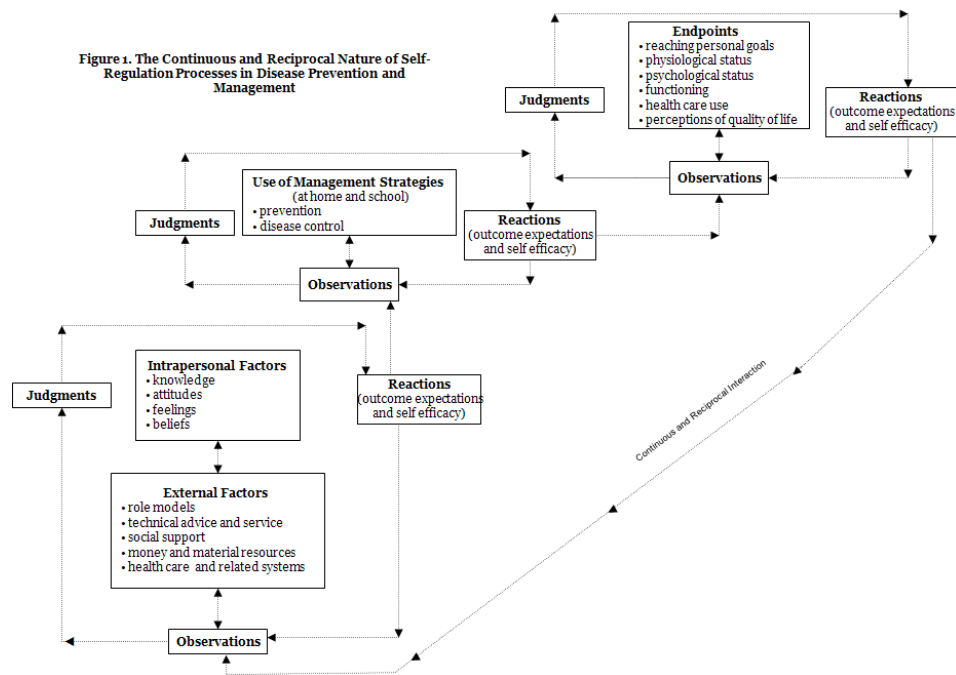 Figure 1. The Continuous and Reciprocal Nature of Self-
Regulation Processes in Disease Prevention and
Management
Endpoints
• reaching personal goals
• physiological status
• psychological status
• functioning
• health care use
• perceptions of quality of life
Judgments
Reactions
(outcome expectations
and self efficacy)
Observations
Use of Management Strategies
(at home and school)
• prevention
• disease control
Judgments
Reactions
(outcome expectations
and self efficacy)
Observations
Intrapersonal Factors
• knowledge
• attitudes
• feelings
• beliefs
Judgments
Reactions
(outcome expectations
and self efficacy)
External Factors
• role models
• technical advice and service
• social support
• money and material resources
• health care and related systems
Observations
Continuous and Reciprocal Interaction